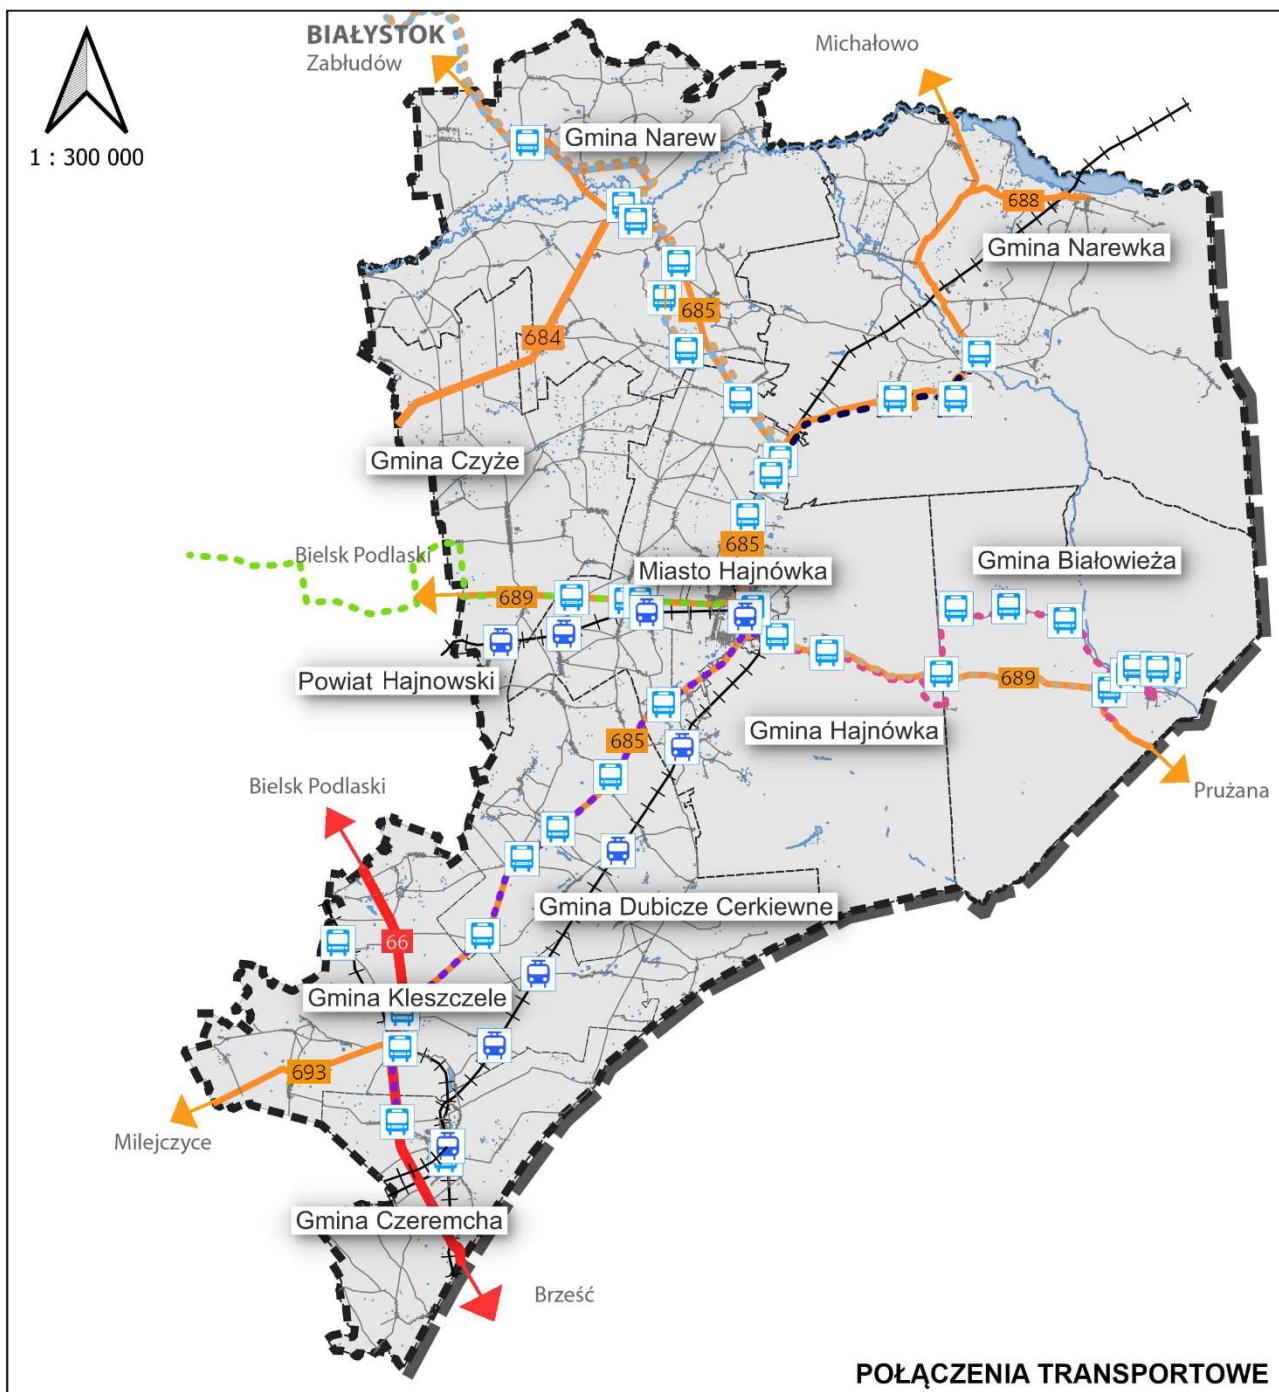 BIAŁYSTOK
Zabłudów
Michałowo
1 : 300 000
Gmina Narew
688
Gmina Narewka
685
684
Gmina Czyże
685
Bielsk Podlaski
Miasto Hajnówka
Gmina Białowieża
689
Powiat Hajnowski
689
Gmina Hajnówka
685
Bielsk Podlaski
Prużana
Gmina Dubicze Cerkiewne
66
Gmina Kleszczele
693
Milejczyce
Gmina Czeremcha
Brześć
POŁĄCZENIA TRANSPORTOWE